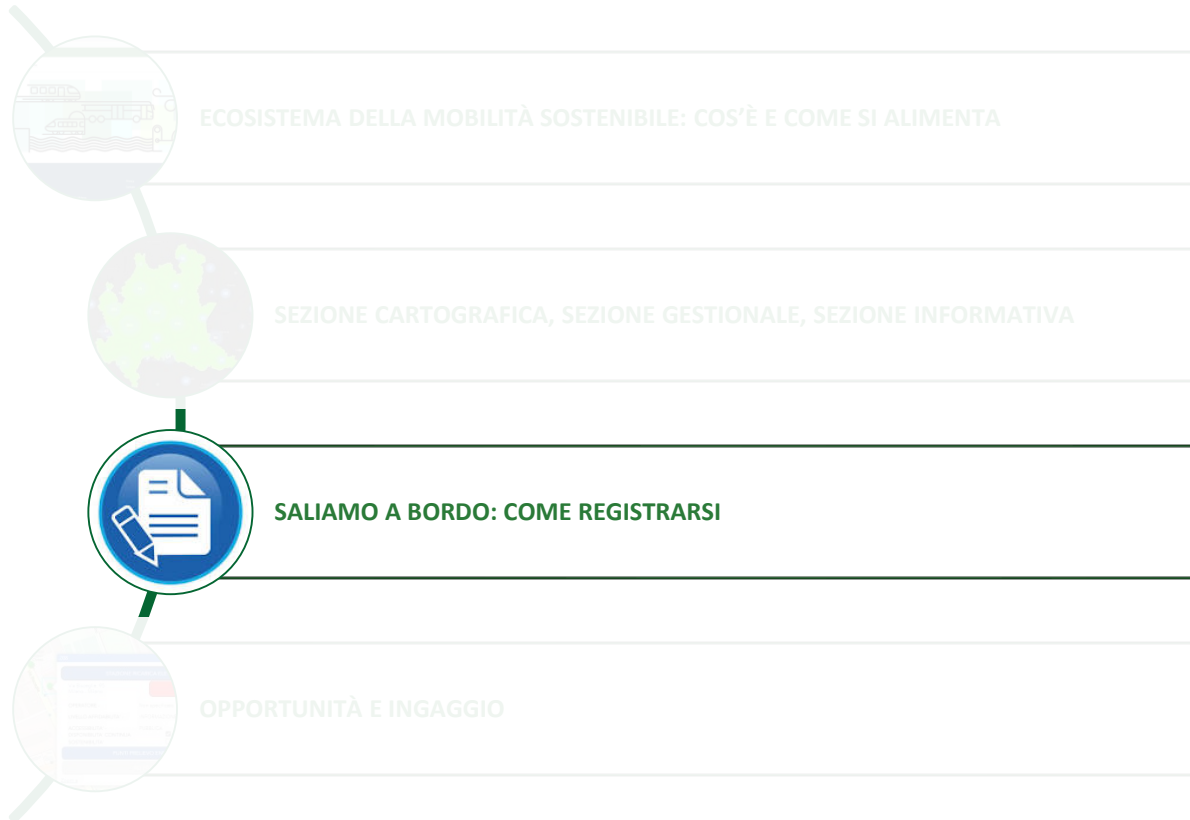 ECOSISTEMA DELLA MOBILITÀ SOSTENIBILE: COS'È E COME SI ALIMENTA
SEZIONE CARTOGRAFICA, SEZIONE GESTIONALE, SEZIONE INFORMATIVA
SALIAMO A BORDO: COME REGISTRARSI
OPPORTUNITÀ E INGAGGIO